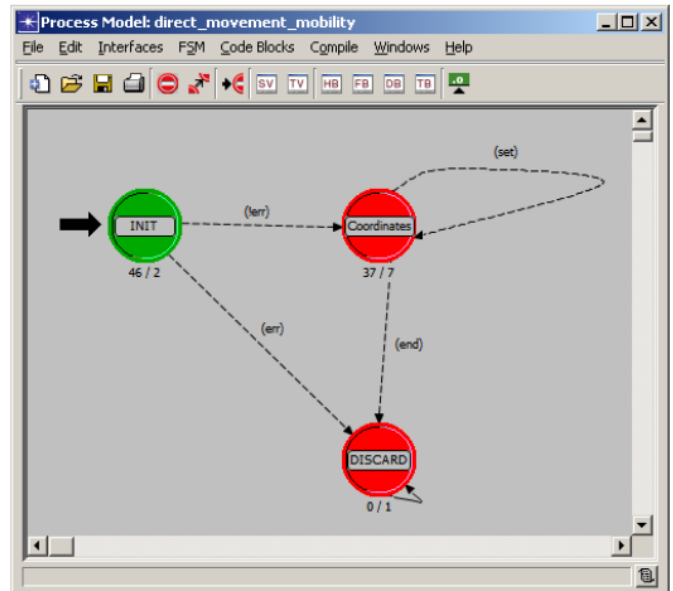 Process Model: direct_movement_mobility
File Edit Interfaces FSM Code Blocks Compile Windows Help
SV TV HB FB DB TB .0
(set)
(!err)
INIT
Coordinates
46 / 2
37 / 7
(err)
(end)
DISCARD
0 / 1